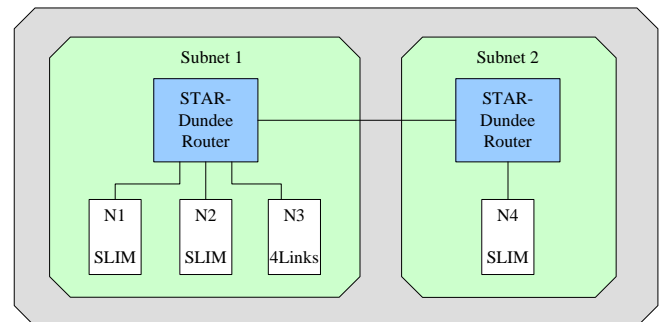 Subnet 1
Subnet 2
STAR-
Dundee
Router
STAR-
Dundee
Router
N1
SLIM
N2
SLIM
N3
4Links
N4
SLIM